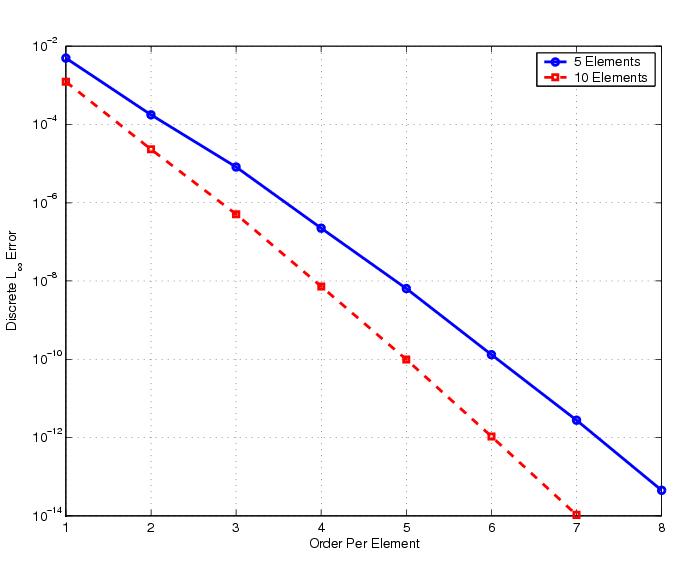 10^-2
5 Elements
10 Elements
10^-4
10^-6
Discrete L_∞ Error
10^-8
10^-10
10^-12
10^-14
1 2 3 4 5 6 7 8
Order Per Element